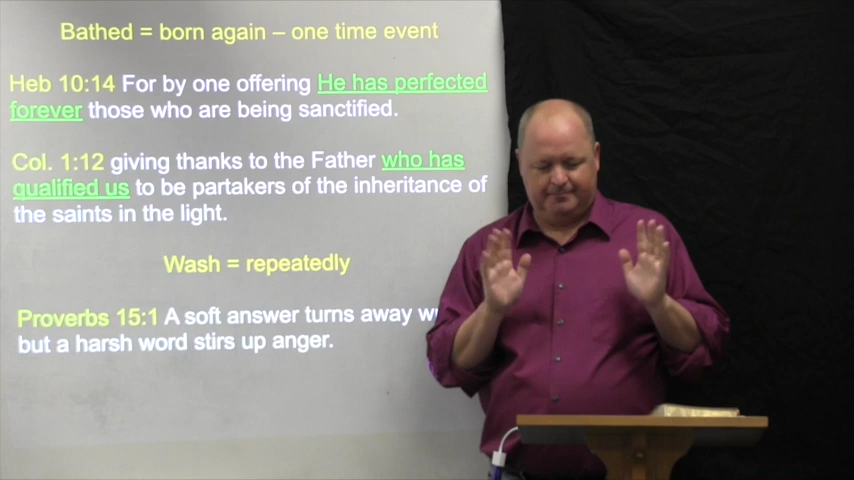 Bathed = born again – one time event
Heb 10:14 For by one offering He has perfected
forever those who are being sanctified.
Col. 1:12 giving thanks to the Father who has
qualified us to be partakers of the inheritance of
the saints in the light.
Wash = repeatedly
Proverbs 15:1 A soft answer turns away
but a harsh word stirs up anger.